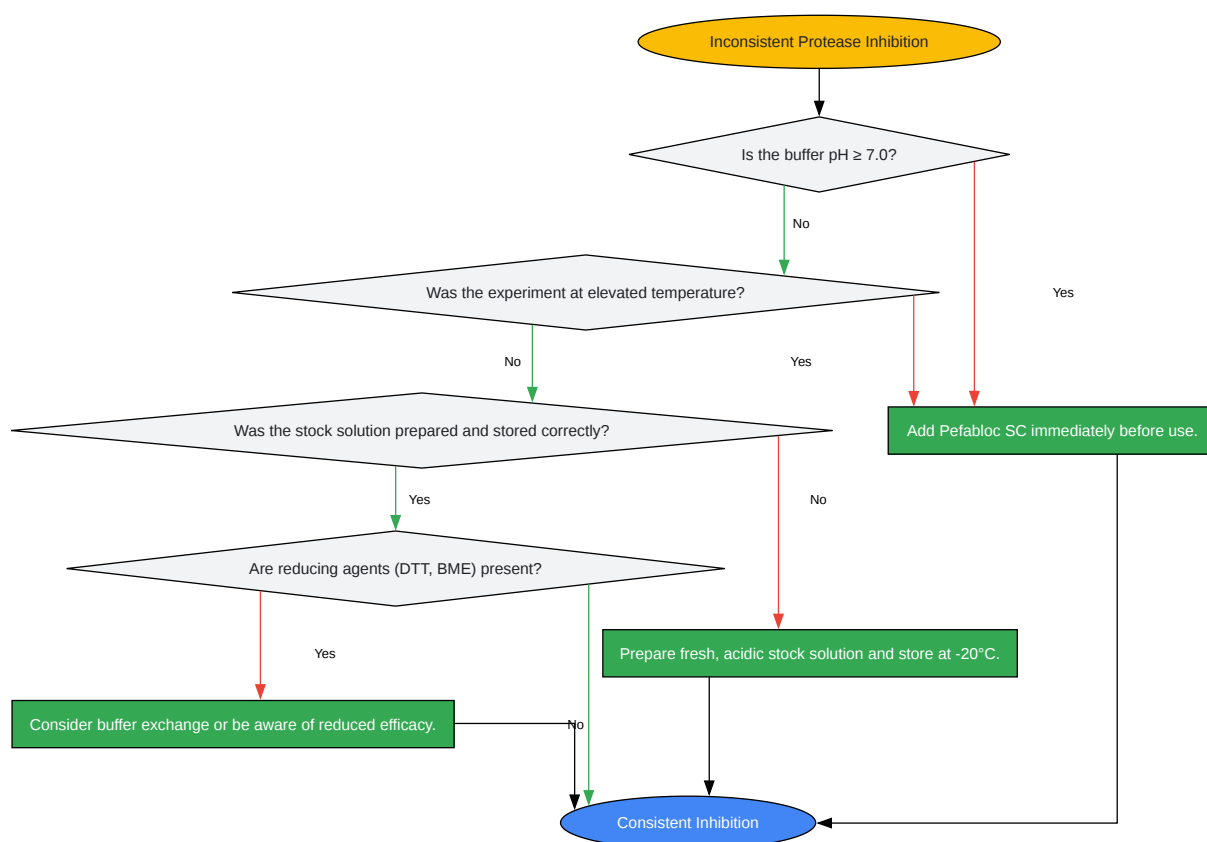 Inconsistent Protease Inhibition
Is the buffer pH ≥ 7.0?
No
Was the experiment at elevated temperature?
Yes
No
Yes
Was the stock solution prepared and stored correctly?
Add Pefabloc SC immediately before use.
Yes
No
Are reducing agents (DTT, BME) present?
Yes
Prepare fresh, acidic stock solution and store at -20°C.
Consider buffer exchange or be aware of reduced efficacy.
No
Consistent Inhibition